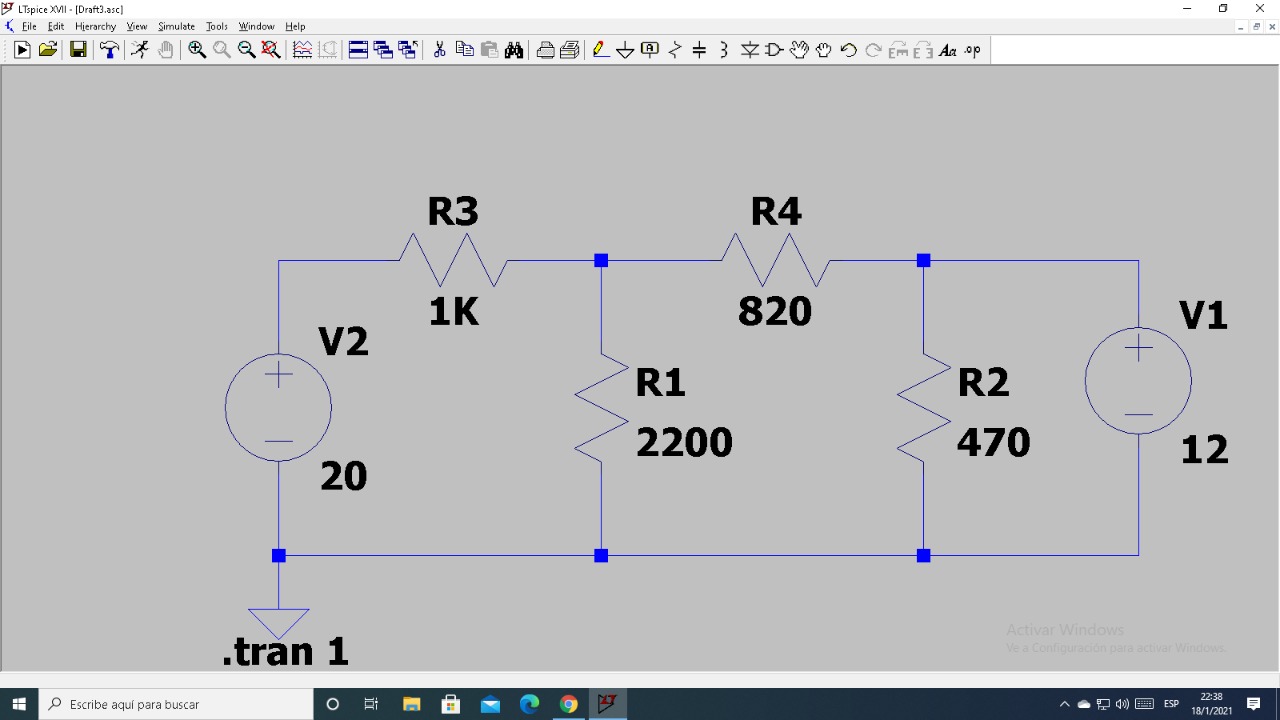 LTspice XVII - [Draft3.asc]
File Edit Hierarchy View Simulate Tools Window Help
Aa .op
R3
R4
1K
820
V2
V1
R1
R2
2200
470
20
12
.tran 1
Activar Windows
Ve a Configuración para activar Windows.
Escribe aquí para buscar
ESP
22:38
18/1/2021